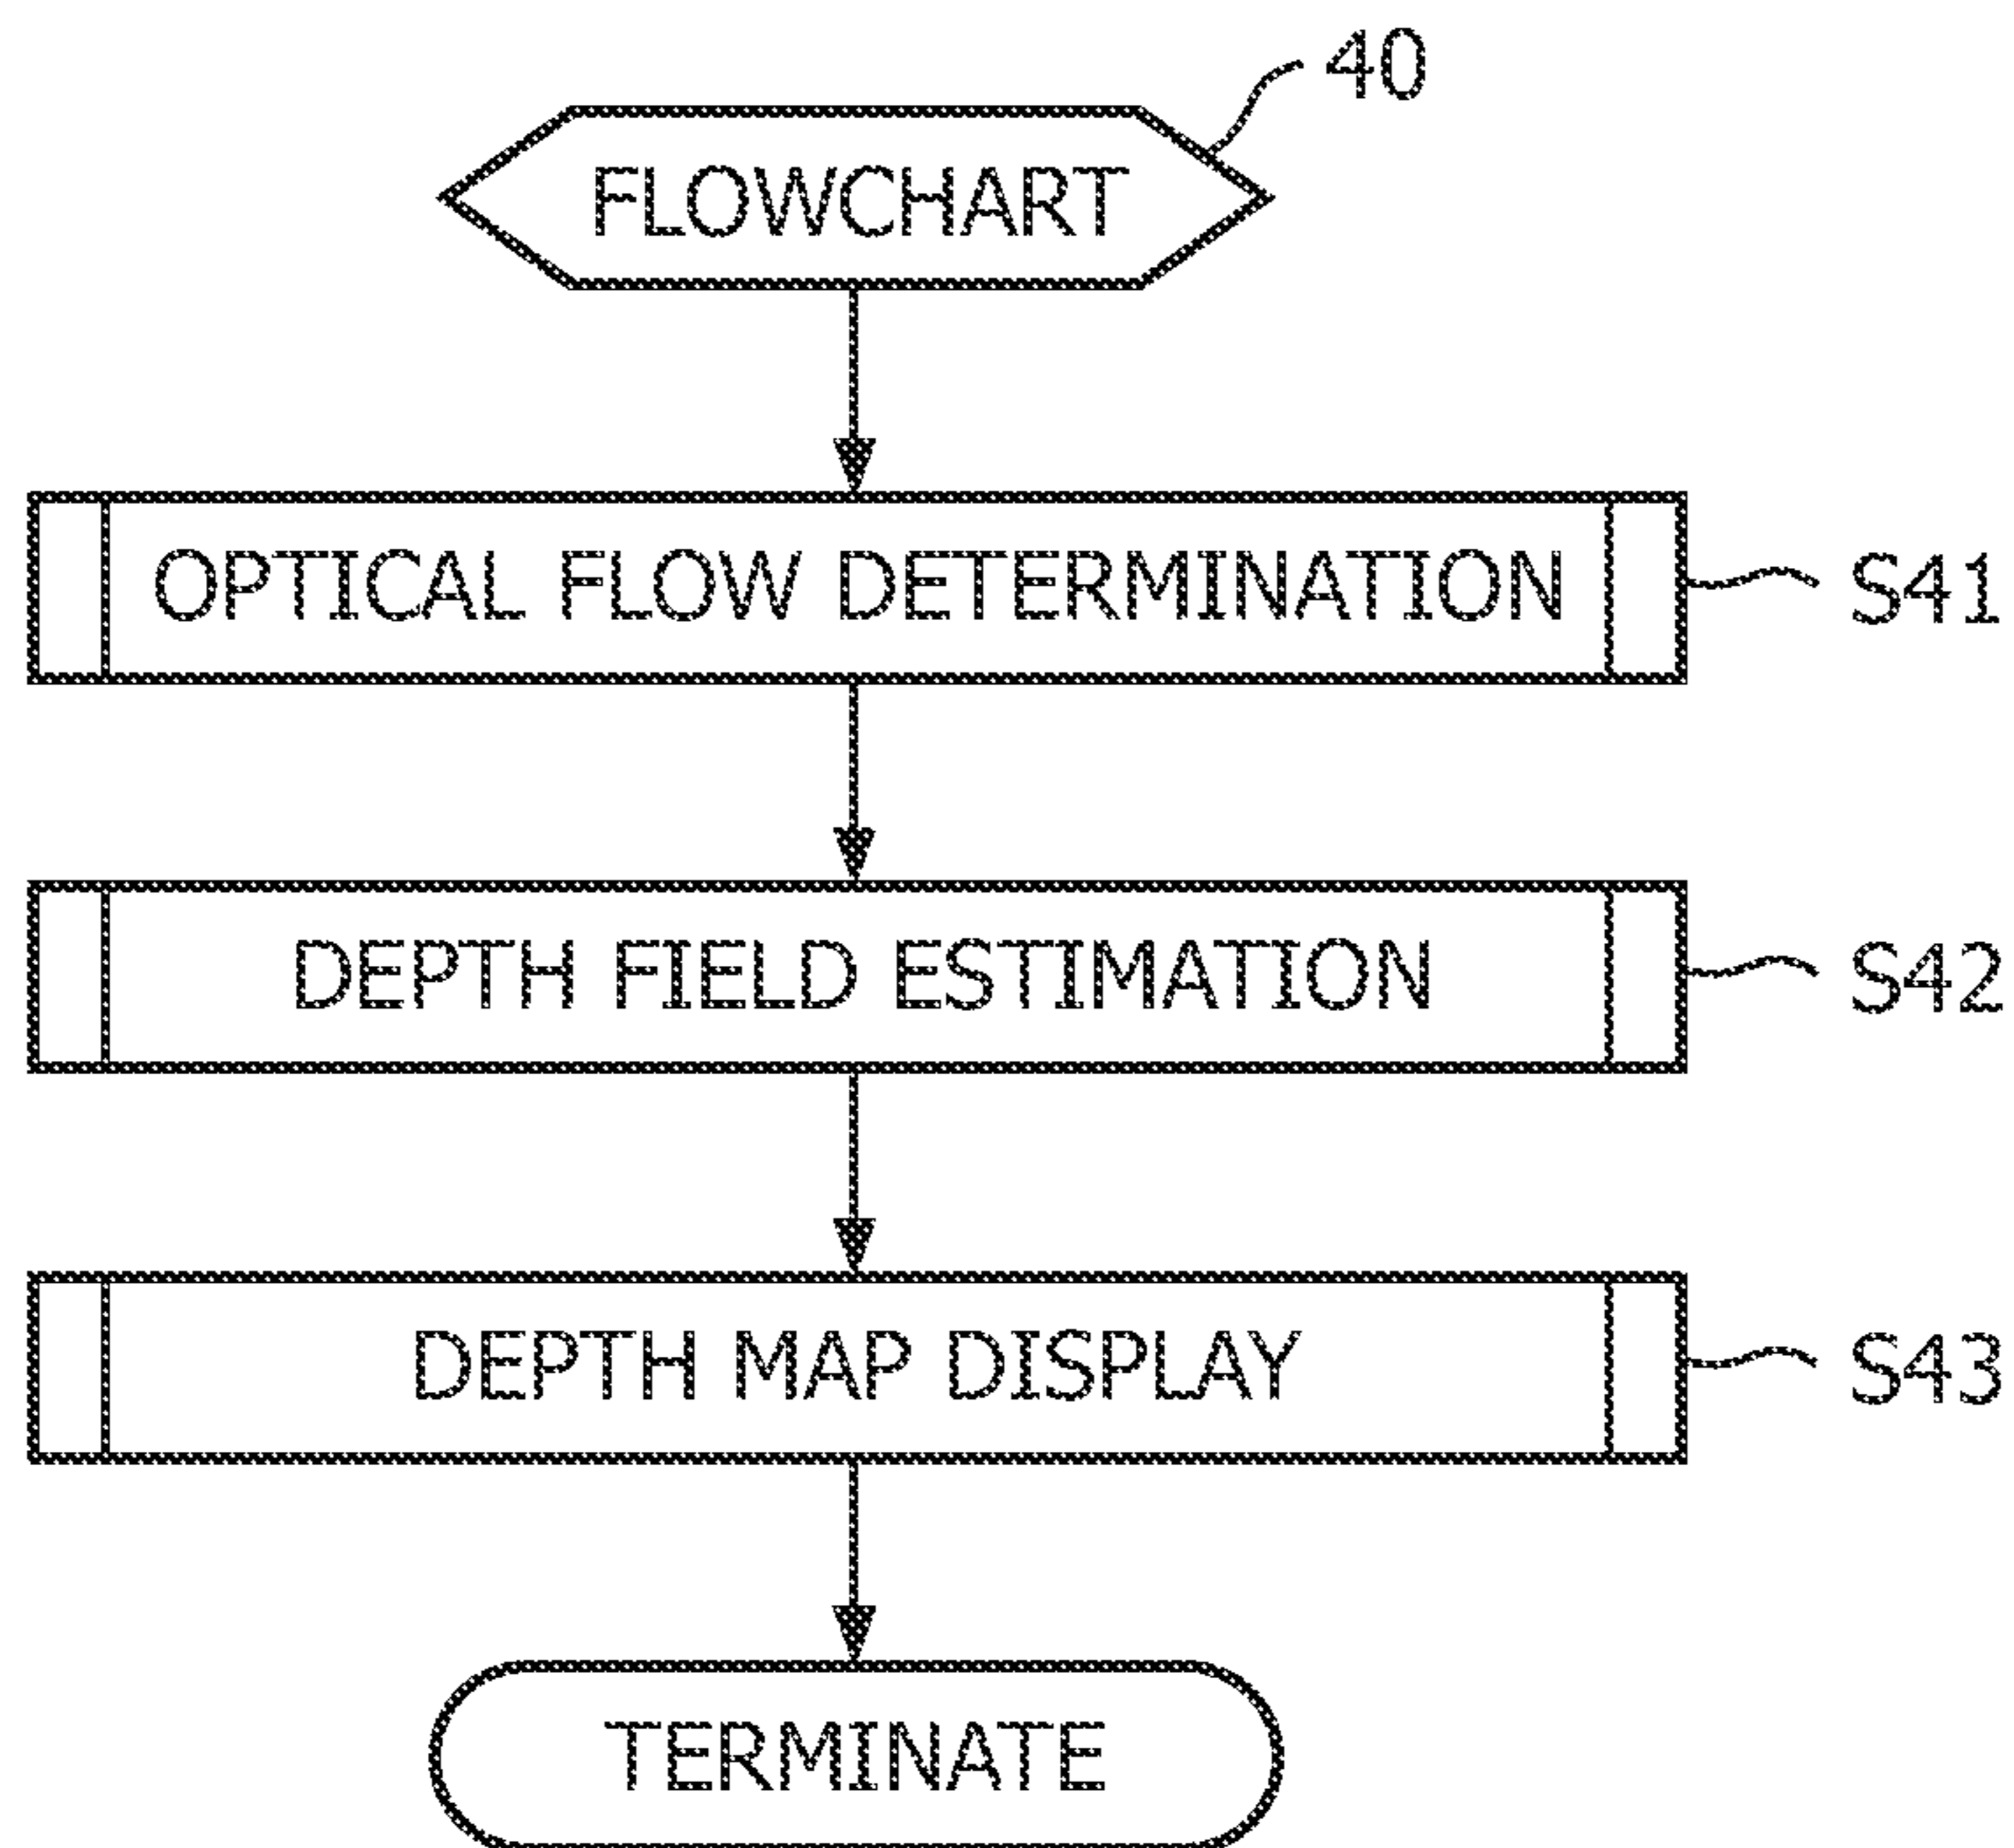 40
FLOWCHART
OPTICAL FLOW DETERMINATION
S41
DEPTH FIELD ESTIMATION
S42
DEPTH MAP DISPLAY
S43
TERMINATE